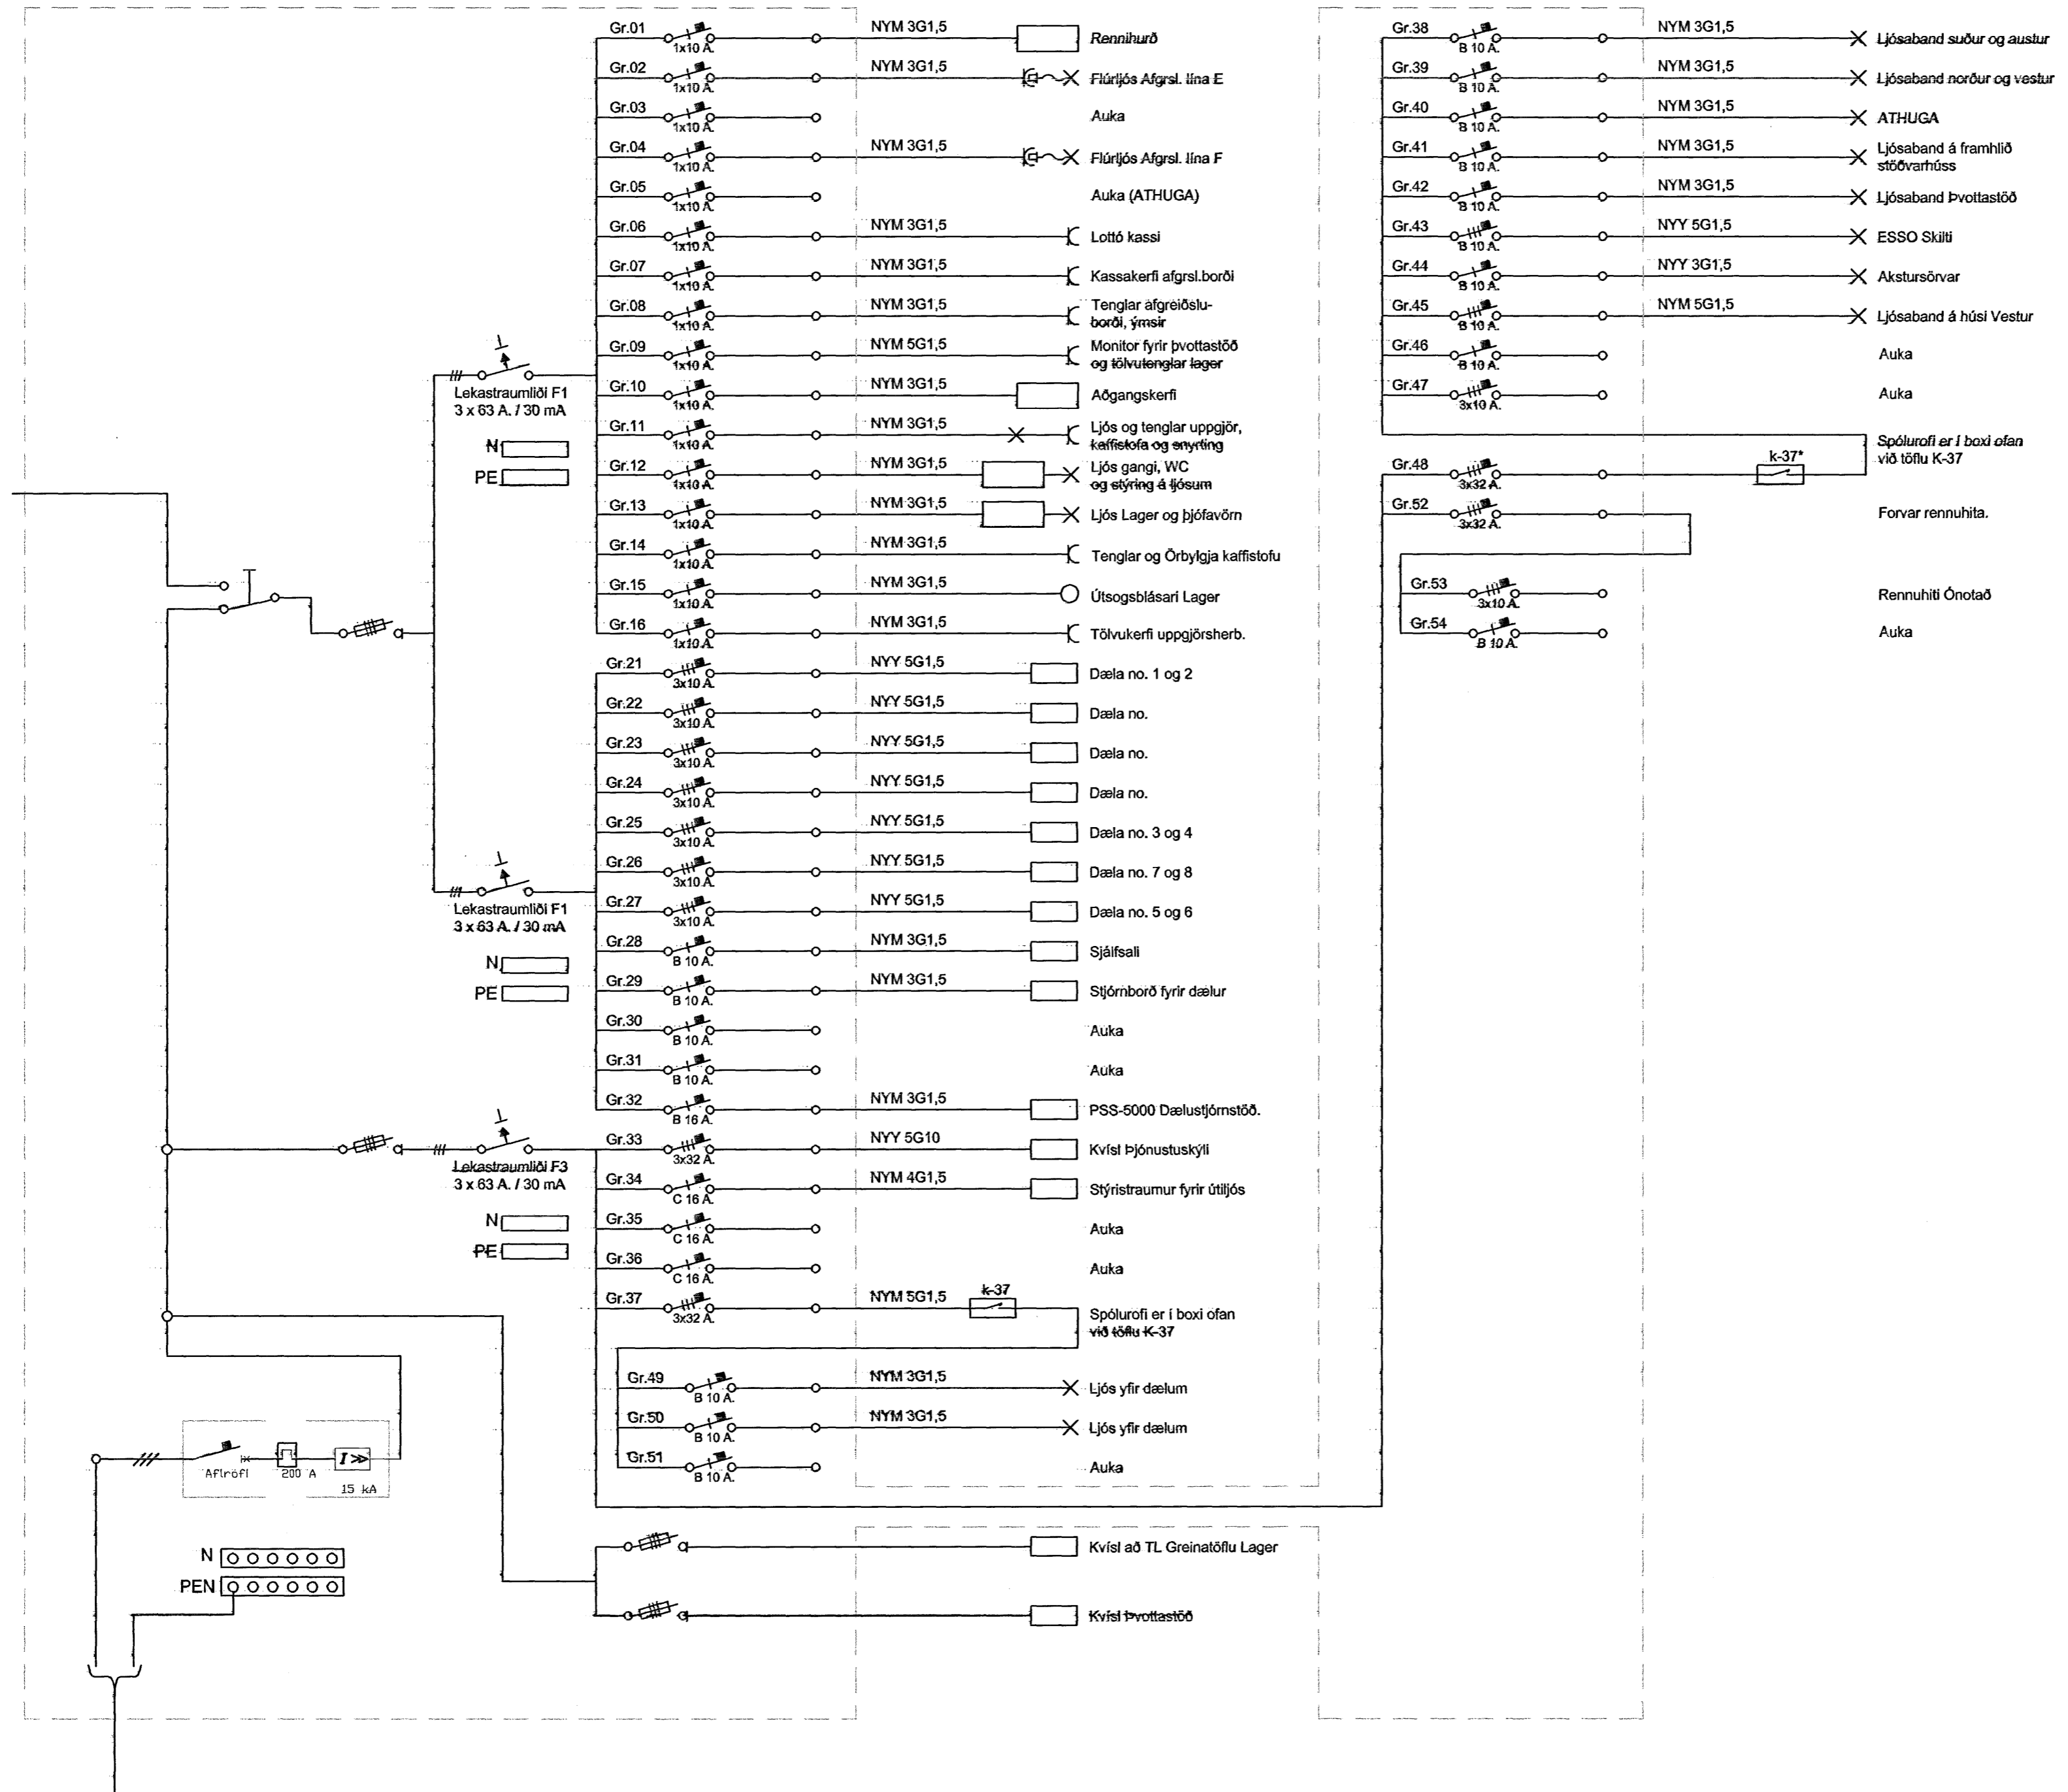 Gr.01 1x10 A. NYM 3G1,5 Rennihurð
Gr.02 1x10 A. NYM 3G1,5 Flúrljós Afgrsl. lína E
Gr.03 1x10 A. Auka
Gr.04 1x10 A. NYM 3G1,5 Flúrljós Afgrsl. lína F
Gr.05 1x10 A. Auka (ATHUGA)
Gr.06 1x10 A. NYM 3G1,5 Lottó kassi
Gr.07 1x10 A. NYM 3G1,5 Kassakerfi afgrsl.borði
Gr.08 1x10 A. NYM 3G1,5 Tenglar afgreiðslu-
borði, ýmsir
Gr.09 1x10 A. NYM 5G1,5 Monitor fyrir þvottastöð
og tölvutenglar lager
Gr.10 1x10 A. NYM 3G1,5 Aðgangskerfi
Gr.11 1x10 A. NYM 3G1,5 Ljós og tenglar uppgjör,
kaffistofa og snyrting
Gr.12 1x10 A. NYM 3G1,5 Ljós gangi, WC
og stýring á ljósum
Gr.13 1x10 A. NYM 3G1,5 Ljós Lager og þjófavörn
Gr.14 1x10 A. NYM 3G1,5 Tenglar og Örbylgja kaffistofu
Gr.15 1x10 A. NYM 3G1,5 Útsogsblásari Lager
Gr.16 1x10 A. NYM 3G1,5 Tölvukerfi uppgjörsherb.
Lekastraumliði F1
3 x 63 A. / 30 mA
N
PE
Gr.21 3x10 A. NYY 5G1,5 Dæla no. 1 og 2
Gr.22 3x10 A. NYY 5G1,5 Dæla no.
Gr.23 3x10 A. NYY 5G1,5 Dæla no.
Gr.24 3x10 A. NYY 5G1,5 Dæla no.
Gr.25 3x10 A. NYY 5G1,5 Dæla no. 3 og 4
Gr.26 3x10 A. NYY 5G1,5 Dæla no. 7 og 8
Gr.27 3x10 A. NYY 5G1,5 Dæla no. 5 og 6
Gr.28 B 10 A. NYM 3G1,5 Sjálfsali
Gr.29 B 10 A. NYM 3G1,5 Stjórnborð fyrir dælur
Gr.30 B 10 A. Auka
Gr.31 B 10 A. Auka
Gr.32 B 16 A. NYM 3G1,5 PSS-5000 Dælustjórnstöð.
Lekastraumliði F1
3 x 63 A. / 30 mA
N
PE
Gr.33 3x32 A. NYY 5G10 Kvísl Þjónustuskýli
Gr.34 C 16 A. NYM 4G1,5 Stýristraumur fyrir útiljós
Gr.35 C 16 A. Auka
Gr.36 C 16 A. Auka
Gr.37 3x32 A. NYM 5G1,5 k-37 Spólurofi er í boxi ofan
við töflu K-37
Lekastraumliði F3
3 x 63 A. / 30 mA
N
PE
Gr.49 B 10 A. NYM 3G1,5 Ljós yfir dælum
Gr.50 B 10 A. NYM 3G1,5 Ljós yfir dælum
Gr.51 B 10 A. Auka
Aflrofi 200 A I>>
15 kA
N
PEN
Kvísl að TL Greinatöflu Lager
Kvísl Þvottastöð
Gr.38 B 10 A. NYM 3G1,5 Ljósaband suður og austur
Gr.39 B 10 A. NYM 3G1,5 Ljósaband norður og vestur
Gr.40 B 10 A. NYM 3G1,5 ATHUGA
Gr.41 B 10 A. NYM 3G1,5 Ljósaband á framhlið
stöðvarhúss
Gr.42 B 10 A. NYM 3G1,5 Ljósaband Þvottastöð
Gr.43 B 10 A. NYY 5G1,5 ESSO Skilti
Gr.44 B 10 A. NYY 3G1,5 Akstursörvar
Gr.45 B 10 A. NYM 5G1,5 Ljósaband á húsi Vestur
Gr.46 B 10 A. Auka
Gr.47 3x10 A. Auka
Gr.48 3x32 A. k-37* Spólurofi er í boxi ofan
við töflu K-37
Gr.52 3x32 A. Forvar rennuhita.
Gr.53 3x10 A. Rennuhiti Ónotað
Gr.54 B 10 A. Auka